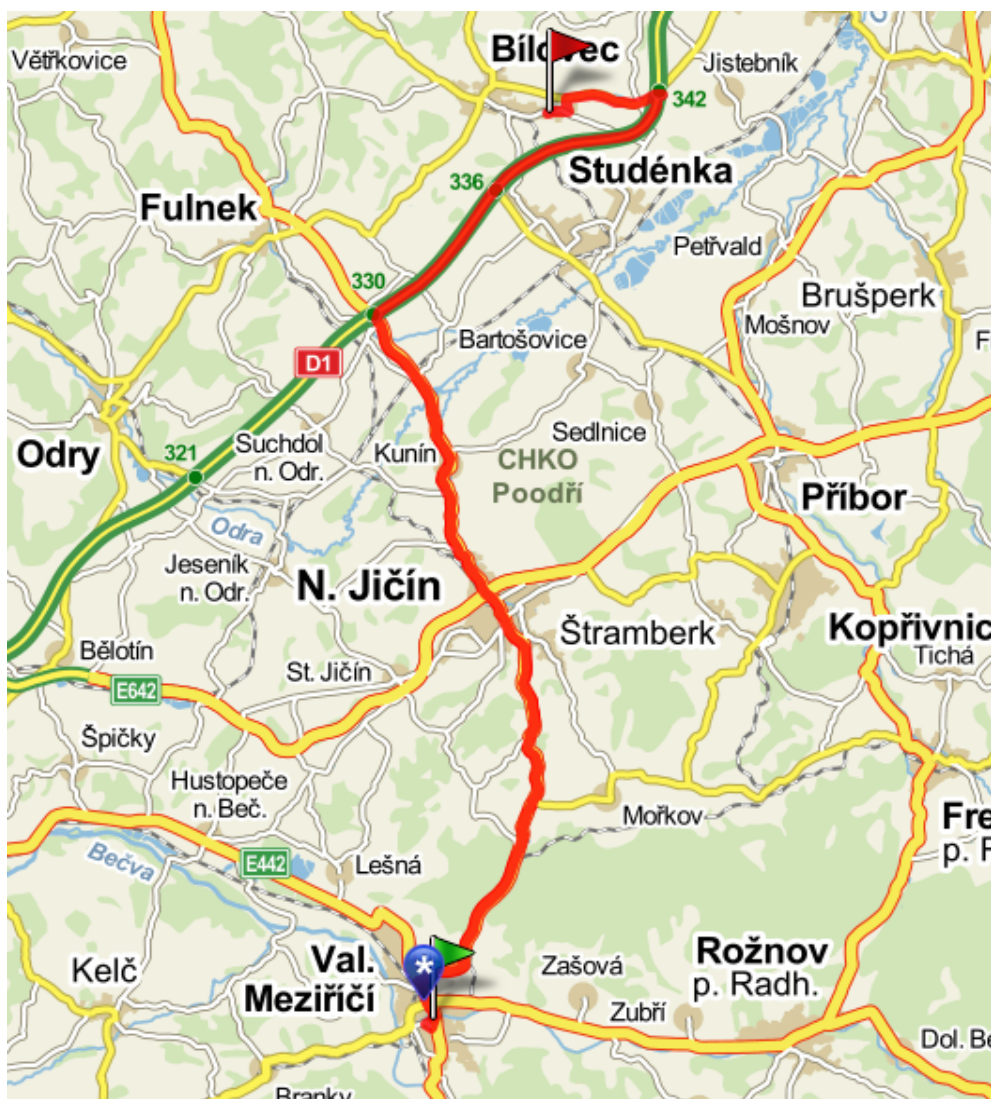 Bílovec
Větřkovice
Jistebník
342
Studénka
336
Fulnek
Petřvald
330
Brušperk
Mošnov
Bartošovice
D1
Odry
Suchdol
n. Odr.
321
Kunín
Sedlnice
CHKO
Poodří
Příbor
Odra
Jeseník
n. Odr.
N. Jičín
Štramberk
Kopřivnic
Tichá
Bělotín
St. Jičín
E642
Špičky
Hustopeče
n. Beč.
Mořkov
Fre
p. R
Bečva
E442
Lešná
Val.
Meziříčí
*
Kelč
Zašová
Rožnov
p. Radh.
Zubří
Dol. Be
Branky